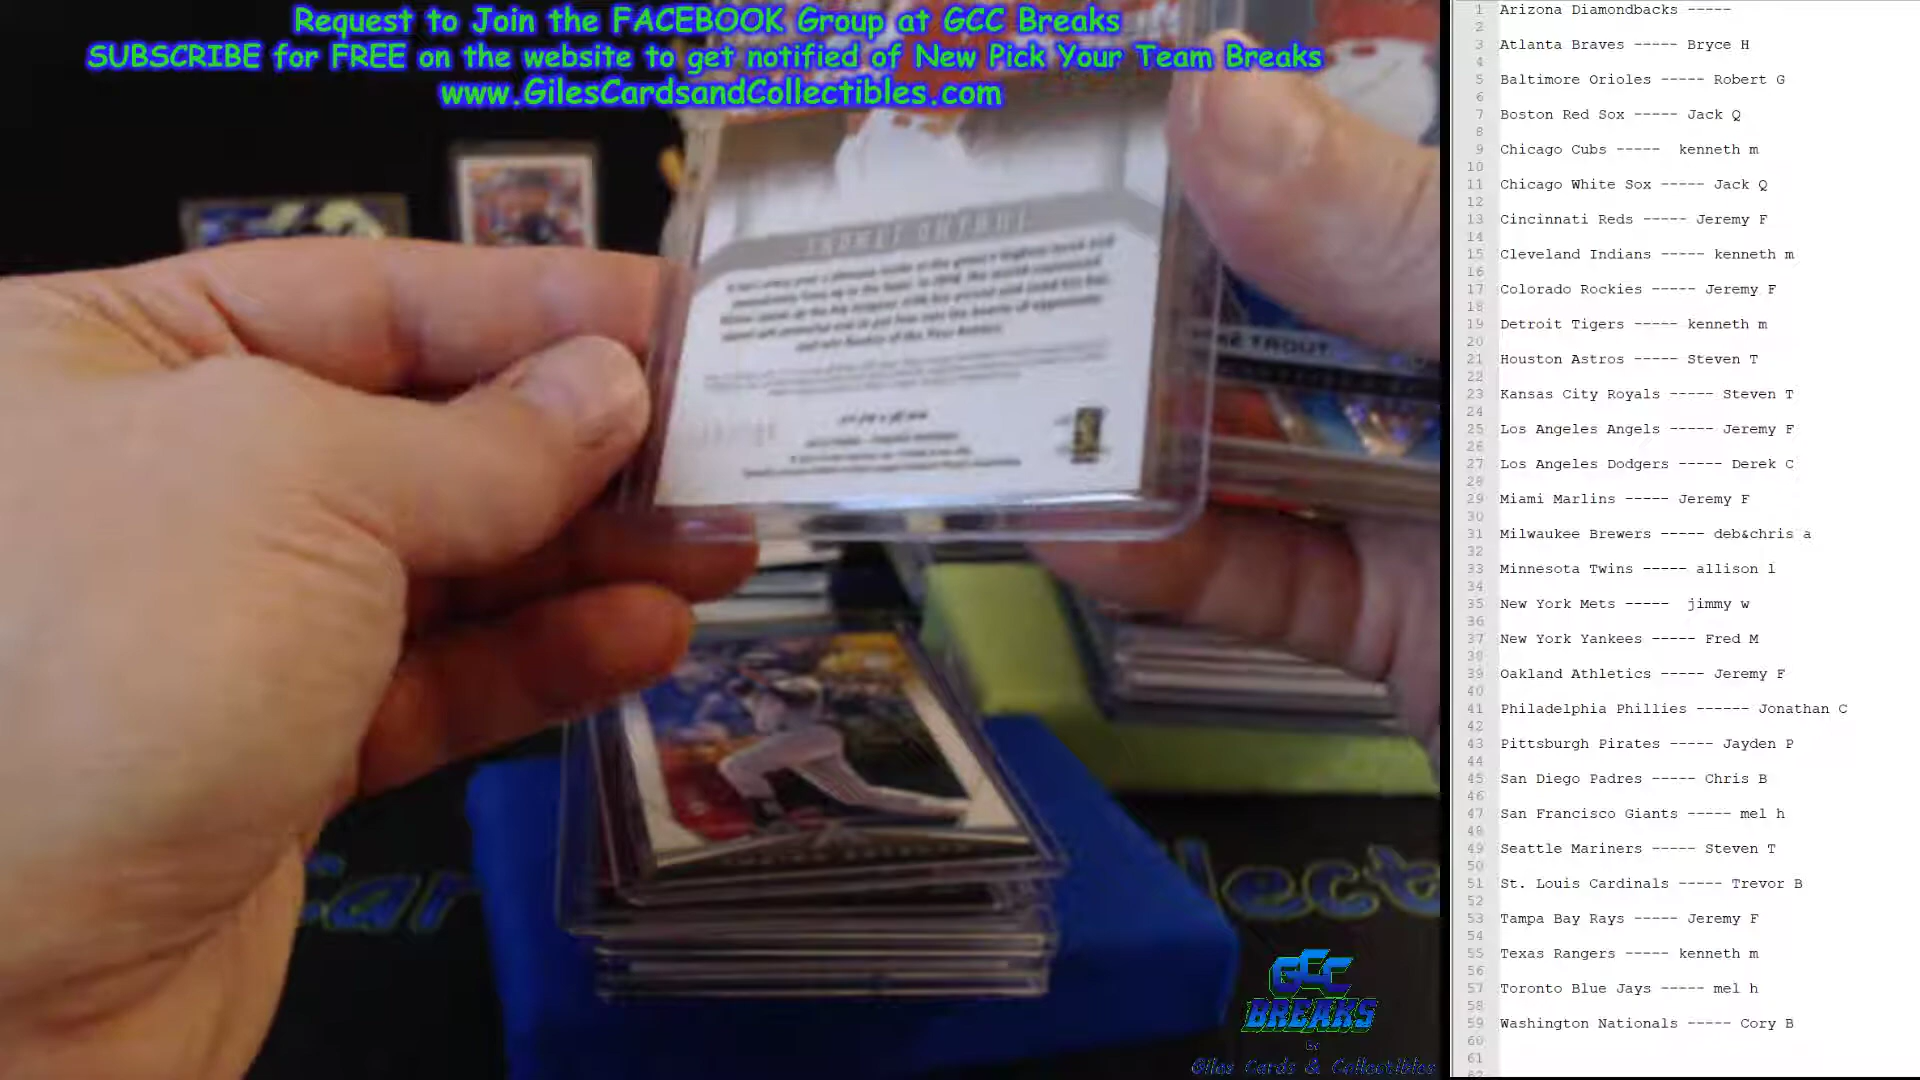 Request to Join the FACEBOOK Group at GCC Breaks
SUBSCRIBE for FREE on the website to get notified of New Pick Your Team Breaks
www.GilesCardsandCollectibles.com
SHOHEI OHTANI
MIKE TROUT
Car
lect
GCC
BREAKS
Giles Cards & Collectibles
1 Arizona Diamondbacks -----
2
3 Atlanta Braves ----- Bryce H
4
5 Baltimore Orioles ----- Robert G
6
7 Boston Red Sox ----- Jack Q
8
9 Chicago Cubs ----- kenneth m
10
11 Chicago White Sox ----- Jack Q
12
13 Cincinnati Reds ----- Jeremy F
14
15 Cleveland Indians ----- kenneth m
16
17 Colorado Rockies ----- Jeremy F
18
19 Detroit Tigers ----- kenneth m
20
21 Houston Astros ----- Steven T
22
23 Kansas City Royals ----- Steven T
24
25 Los Angeles Angels ----- Jeremy F
26
27 Los Angeles Dodgers ----- Derek C
28
29 Miami Marlins ----- Jeremy F
30
31 Milwaukee Brewers ----- deb&chris a
32
33 Minnesota Twins ----- allison l
34
35 New York Mets ----- jimmy w
36
37 New York Yankees ----- Fred M
38
39 Oakland Athletics ----- Jeremy F
40
41 Philadelphia Phillies ------ Jonathan C
42
43 Pittsburgh Pirates ----- Jayden P
44
45 San Diego Padres ----- Chris B
46
47 San Francisco Giants ----- mel h
48
49 Seattle Mariners ----- Steven T
50
51 St. Louis Cardinals ----- Trevor B
52
53 Tampa Bay Rays ----- Jeremy F
54
55 Texas Rangers ----- kenneth m
56
57 Toronto Blue Jays ----- mel h
58
59 Washington Nationals ----- Cory B
60
61
62